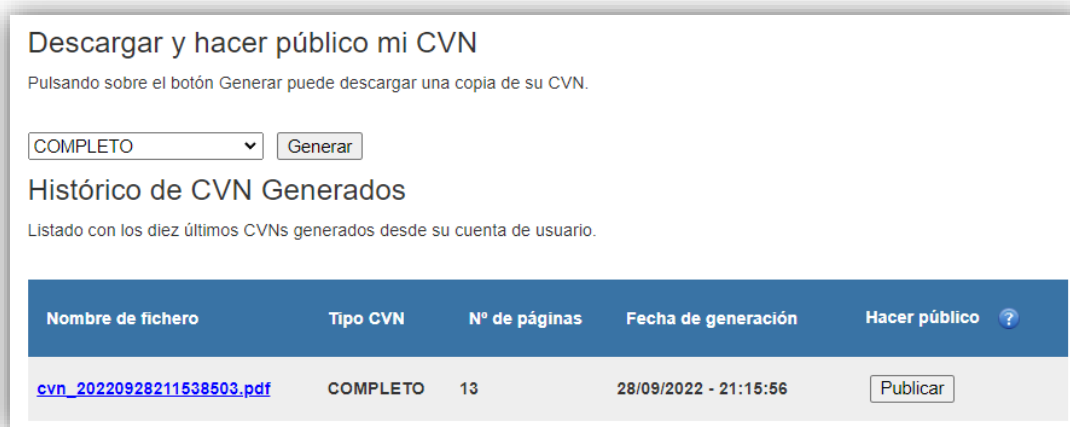 Descargar y hacer público mi CVN
Pulsando sobre el botón Generar puede descargar una copia de su CVN.
COMPLETO Generar
Histórico de CVN Generados
Listado con los diez últimos CVNs generados desde su cuenta de usuario.
Nombre de fichero Tipo CVN Nº de páginas Fecha de generación Hacer público ?
cvn_20220928211538503.pdf COMPLETO 13 28/09/2022 - 21:15:56 Publicar